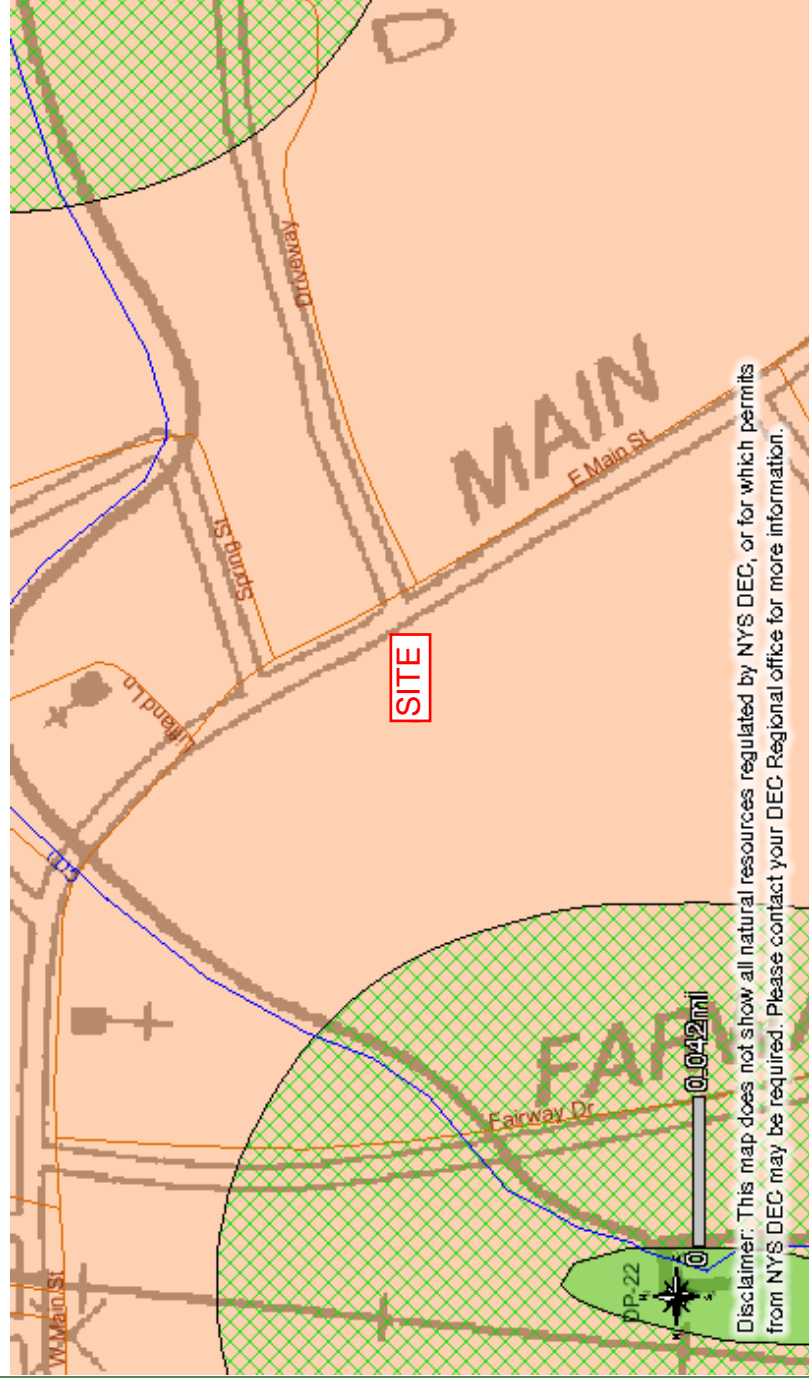 W Main St
Fairway Dr
Liffland Ln
Spring St
Driveway
SITE
E Main St
MAIN
D
DP-22
0 0.042mi
Disclaimer: This map does not show all natural resources regulated by NYS DEC, or for which permits
from NYS DEC may be required. Please contact your DEC Regional office for more information.